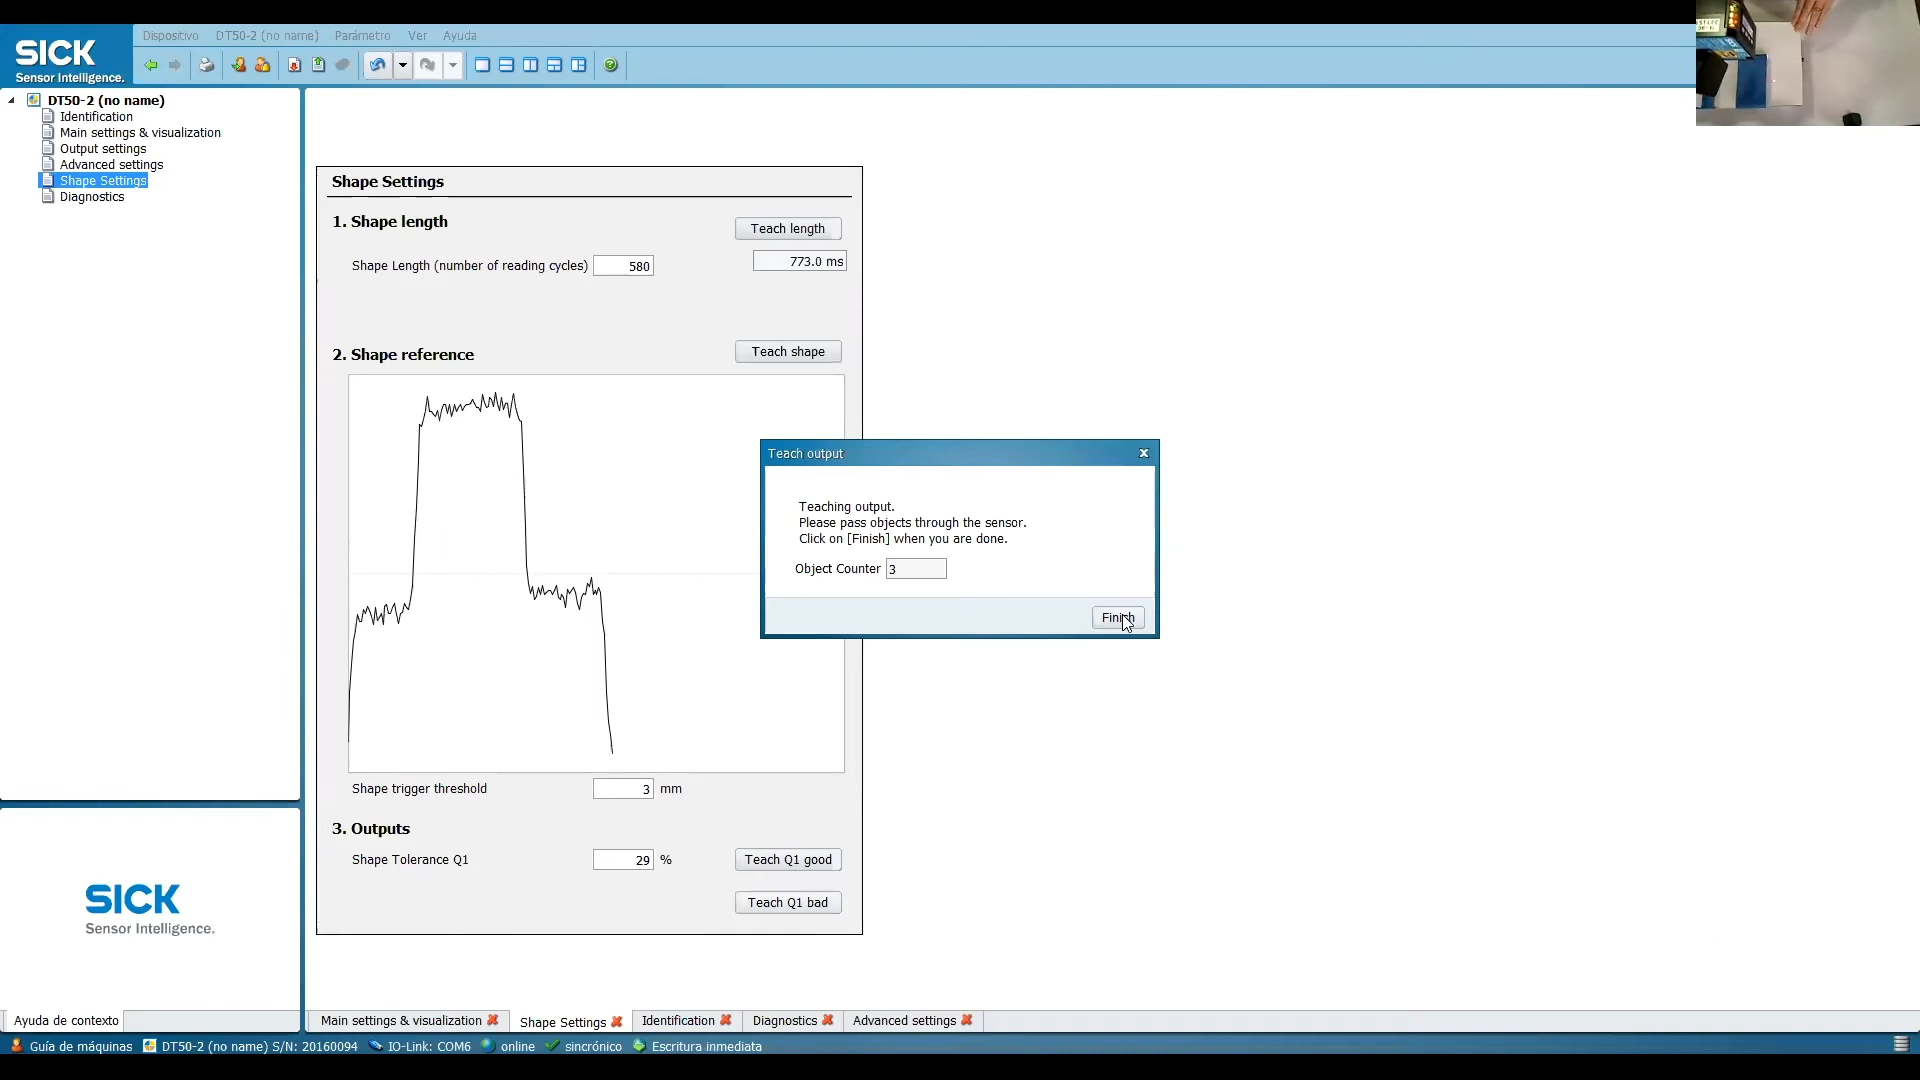 SICK
Sensor Intelligence.
Dispositivo DT50-2 (no name) Parámetro Ver Ayuda
DT50-2 (no name)
Identification
Main settings & visualization
Output settings
Advanced settings
Shape Settings
Diagnostics
Shape Settings
1. Shape length
Teach length
Shape Length (number of reading cycles) 580
773.0 ms
2. Shape reference
Teach shape
Teach output
Teaching output.
Please pass objects through the sensor.
Click on [Finish] when you are done.
Object Counter 3
Finish
Shape trigger threshold 3 mm
3. Outputs
Shape Tolerance Q1 29 %
Teach Q1 good
Teach Q1 bad
SICK
Sensor Intelligence.
Ayuda de contexto
Main settings & visualization Shape Settings Identification Diagnostics Advanced settings
Guía de máquinas DT50-2 (no name) S/N: 20160094 IO-Link: COM6 online sincrónico Escritura inmediata